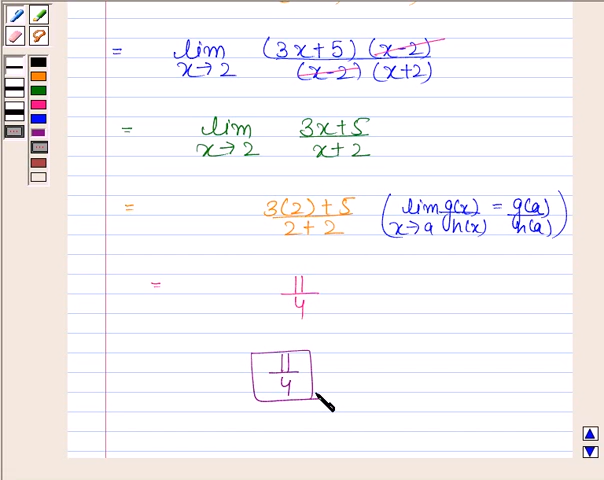 = lim x→2 (3x+5) (x-2) / (x-2) (x+2)
= lim x→2 3x+5 / x+2
= 3(2)+5 / 2+2 ( lim x→a g(x)/h(x) = g(a)/h(a) )
= 11/4
11/4